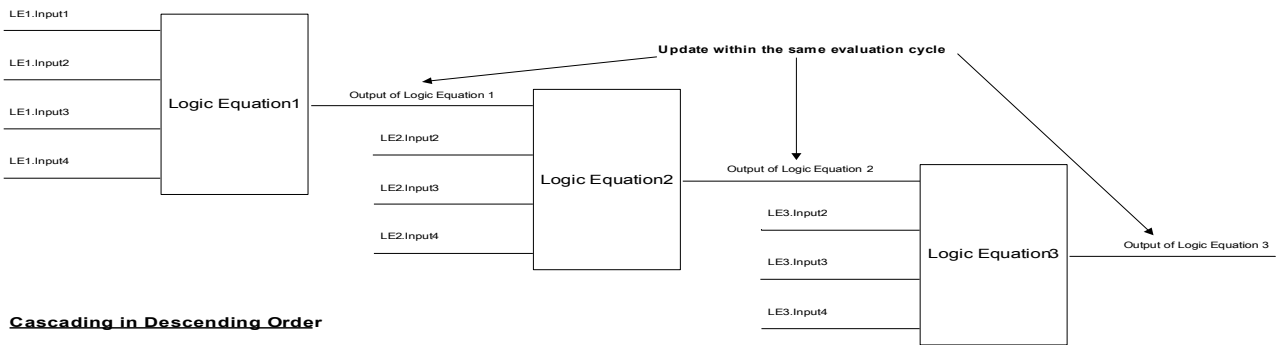 LE1.Input1
LE1.Input2
LE1.Input3
LE1.Input4
Logic Equation1
Update within the same evaluation cycle
Output of Logic Equation 1
LE2.Input2
LE2.Input3
LE2.Input4
Logic Equation2
Output of Logic Equation 2
LE3.Input2
LE3.Input3
LE3.Input4
Logic Equation3
Output of Logic Equation 3
Cascading in Descending Order